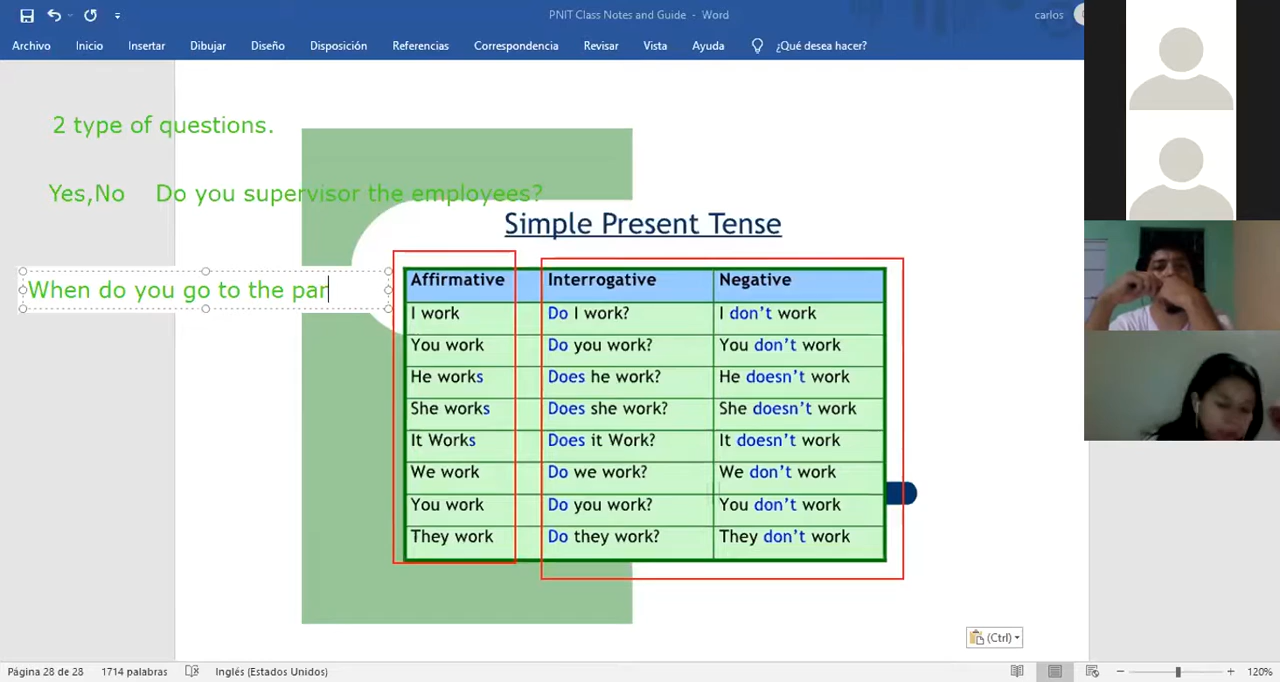 PNIT Class Notes and Guide - Word
carlos
Archivo Inicio Insertar Dibujar Diseño Disposición Referencias Correspondencia Revisar Vista Ayuda ¿Qué desea hacer?
2 type of questions.
Yes,No Do you supervisor the employees?
Simple Present Tense
When do you go to the par
Affirmative Interrogative Negative
I work Do I work? I don't work
You work Do you work? You don't work
He works Does he work? He doesn't work
She works Does she work? She doesn't work
It Works Does it Work? It doesn't work
We work Do we work? We don't work
You work Do you work? You don't work
They work Do they work? They don't work
(Ctrl)
Página 28 de 28 1714 palabras Inglés (Estados Unidos) 120%